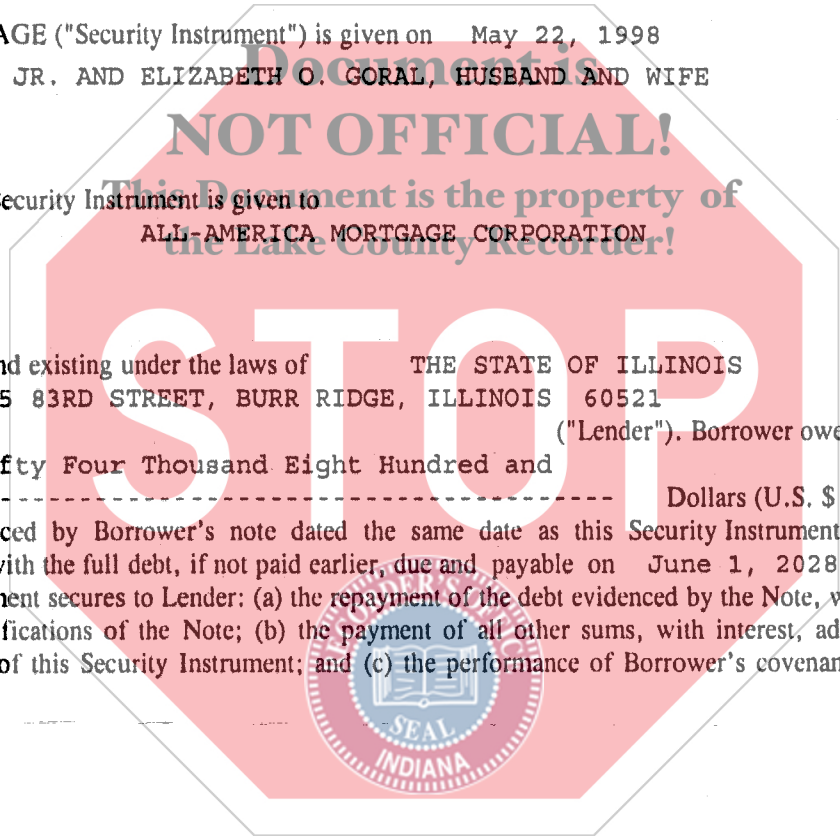 AGE ("Security Instrument") is given on May 22, 1998
Document is
JR. AND ELIZABETH O. GORAL, HUSBAND AND WIFE
NOT OFFICIAL!
This Document is the property of
ecurity Instrument is given to
ALL-AMERICA MORTGAGE CORPORATION
the Lake County Recorder!
STOP
nd existing under the laws of THE STATE OF ILLINOIS
5 83RD STREET, BURR RIDGE, ILLINOIS 60521
("Lender"). Borrower owe
fty Four Thousand Eight Hundred and
---------------------------------------- Dollars (U.S. $
ced by Borrower's note dated the same date as this Security Instrument
with the full debt, if not paid earlier, due and payable on June 1, 2028
ent secures to Lender: (a) the repayment of the debt evidenced by the Note, w
fications of the Note; (b) the payment of all other sums, with interest, ad
of this Security Instrument; and (c) the performance of Borrower's covenan
SEAL
INDIANA